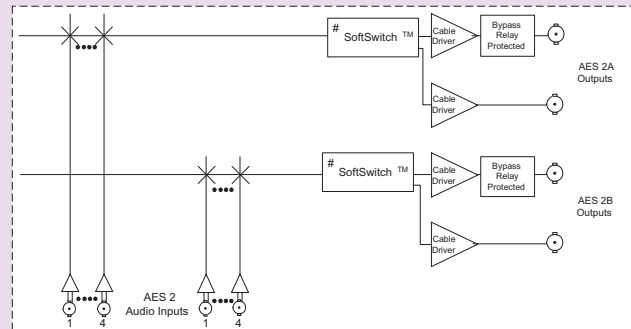 #
SoftSwitch ™
Cable
Driver
Bypass
Relay
Protected
AES 2A
Outputs
Cable
Driver
#
SoftSwitch ™
Cable
Driver
Bypass
Relay
Protected
AES 2B
Outputs
Cable
Driver
AES 2
Audio Inputs
1 4 1 4